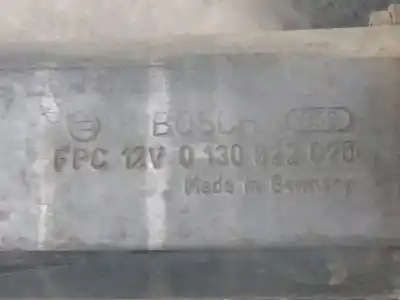 BOSCH
FPC 12V 0 130 822 020
Made in Germany